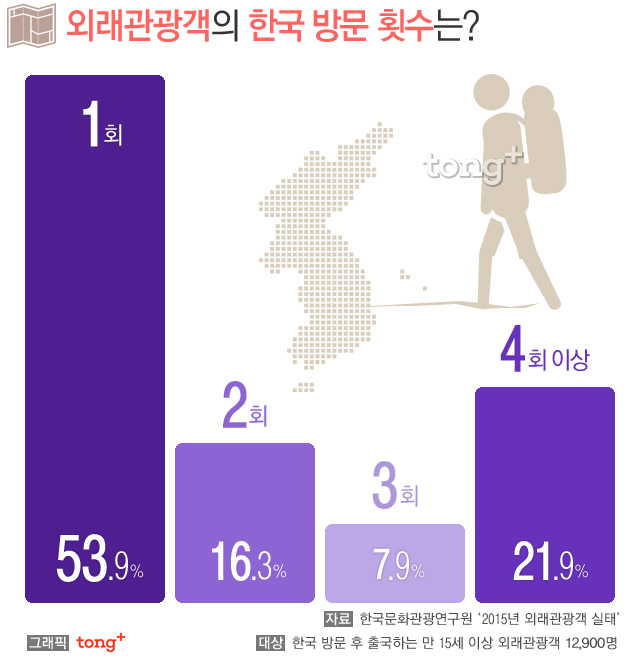 외래관광객의 한국 방문 횟수는?
1회
tong+
4회 이상
2회
3회
53.9%
16.3%
7.9%
21.9%
자료 한국문화관광연구원 ‘2015년 외래관광객 실태’
그래픽 tong+
대상 한국 방문 후 출국하는 만 15세 이상 외래관광객 12,900명